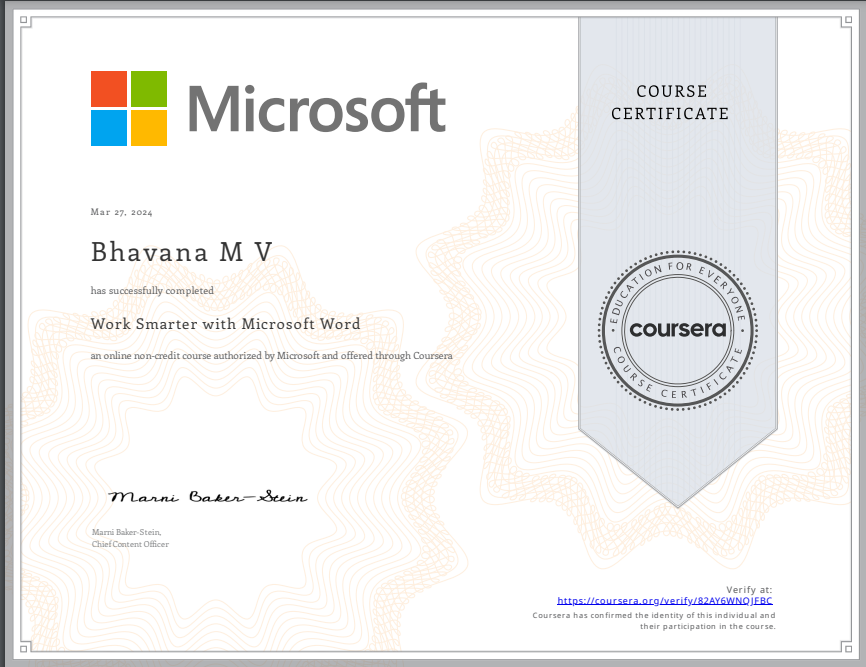 Microsoft
COURSE
CERTIFICATE
Mar 27, 2024
Bhavana M V
has successfully completed
Work Smarter with Microsoft Word
an online non-credit course authorized by Microsoft and offered through Coursera
EDUCATION FOR EVERYONE
coursera
COURSE CERTIFICATE
Marni Baker-Stein
Marni Baker-Stein,
Chief Content Officer
Verify at:
https://coursera.org/verify/82AY6WNQJFBC
Coursera has confirmed the identity of this individual and
their participation in the course.